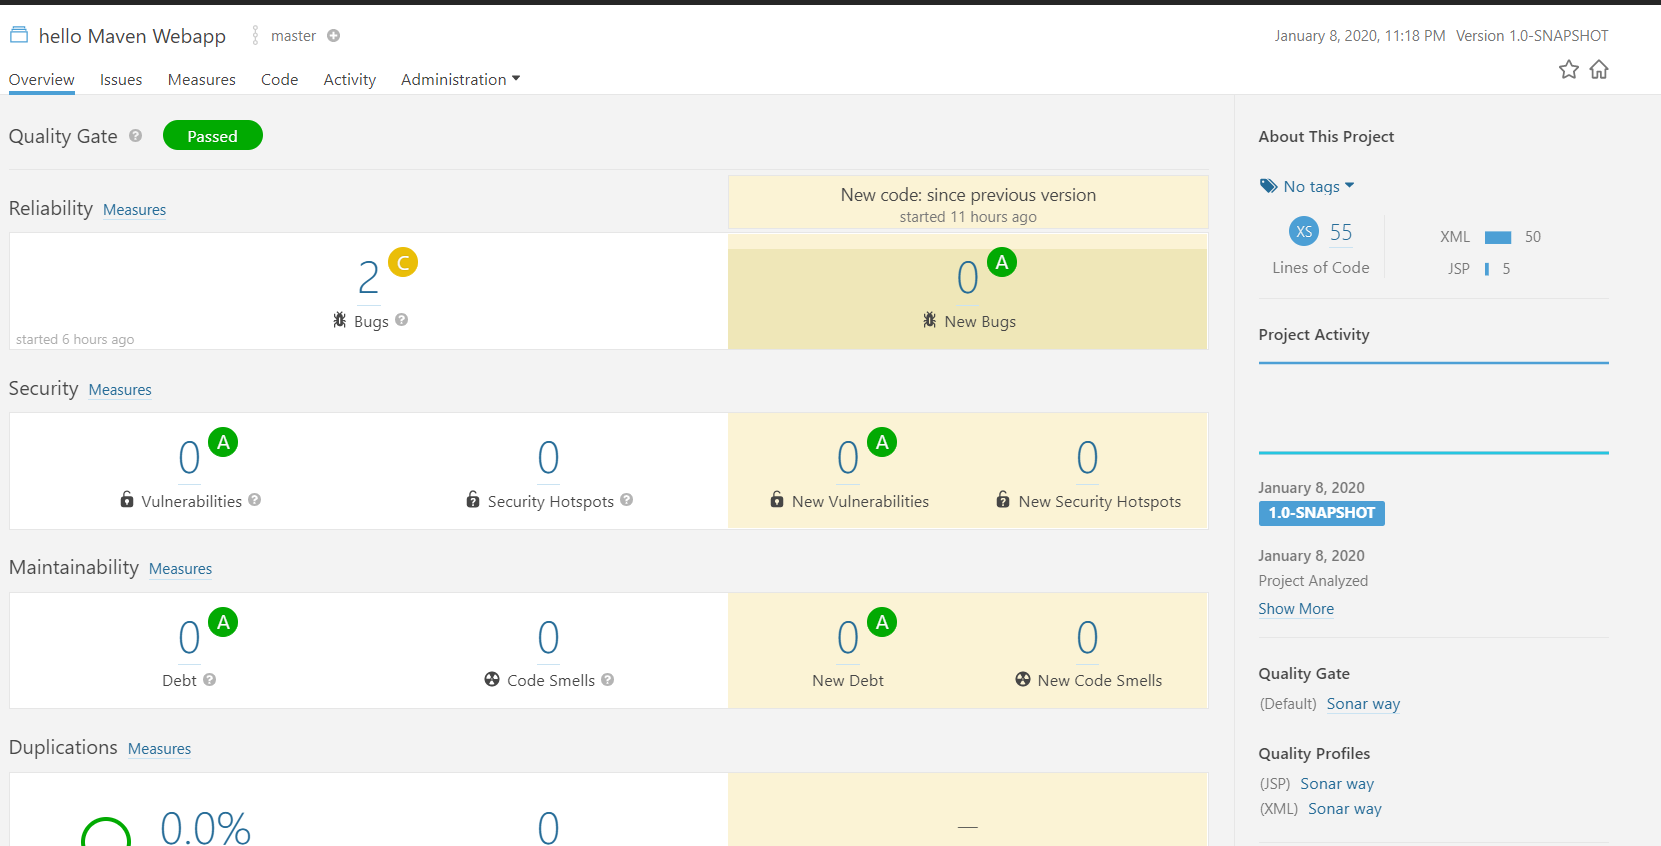 hello Maven Webapp master
January 8, 2020, 11:18 PM Version 1.0-SNAPSHOT
Overview Issues Measures Code Activity Administration
Quality Gate ? Passed
New code: since previous version
started 11 hours ago
Reliability Measures
2 C
Bugs ?
started 6 hours ago
0 A
New Bugs
Security Measures
0 A
Vulnerabilities ?
0
Security Hotspots ?
0 A
New Vulnerabilities
0
New Security Hotspots
Maintainability Measures
0 A
Debt ?
0
Code Smells ?
0 A
New Debt
0
New Code Smells
Duplications Measures
0.0%
0
—
About This Project
No tags
XS 55
Lines of Code
XML 50
JSP 5
Project Activity
January 8, 2020
1.0-SNAPSHOT
January 8, 2020
Project Analyzed
Show More
Quality Gate
(Default) Sonar way
Quality Profiles
(JSP) Sonar way
(XML) Sonar way